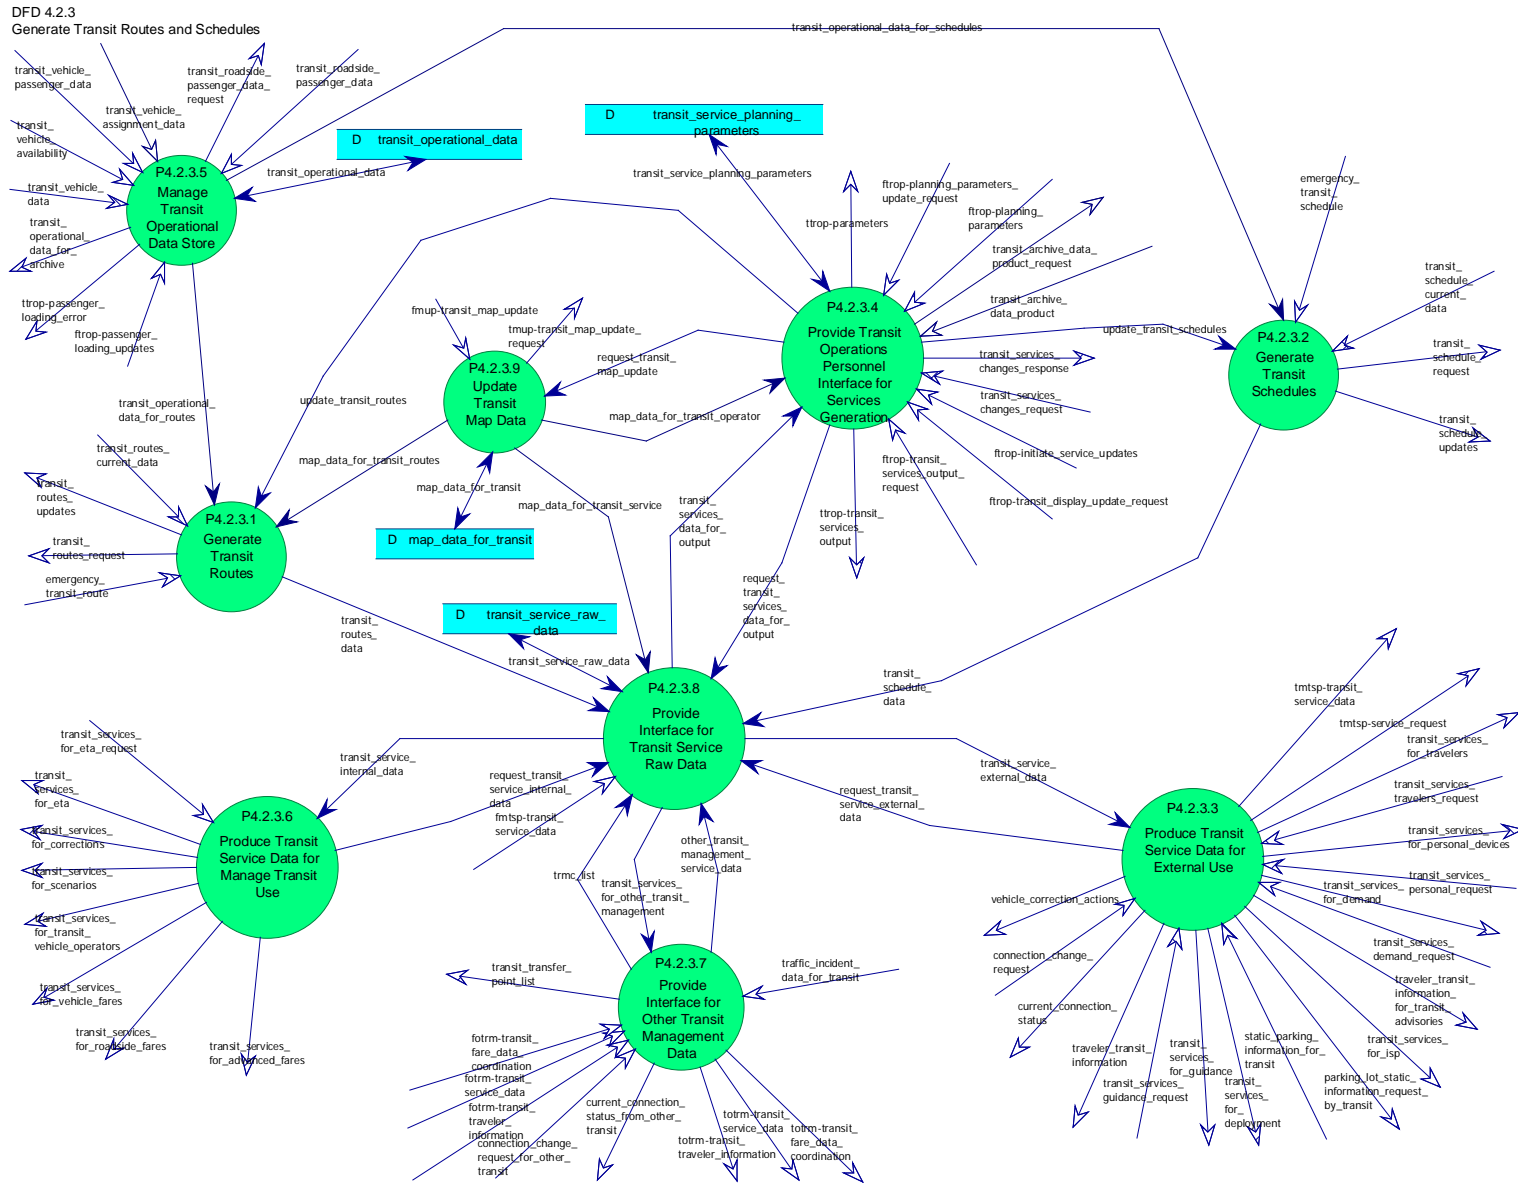 DFD 4.2.3
Generate Transit Routes and Schedules
transit_operational_data_for_schedules
transit_vehicle_
passenger_data
transit_roadside_
passenger_data_
request
transit_roadside_
passenger_data
transit_vehicle_
assignment_data
transit_
vehicle_
availability
transit_vehicle_
data
transit_
operational_
data_for_
archive
ttrop-passenger_
loading_error
ftrop-passenger_
loading_updates
P4.2.3.5
Manage
Transit
Operational
Data Store
D transit_operational_data
transit_operational_data
D transit_service_planning_
parameters
transit_service_planning_parameters
ttrop-parameters
ftrop-planning_parameters_
update_request
ftrop-planning_
parameters
transit_archive_data_
product_request
transit_archive_
data_product
update_transit_schedules
transit_services_
changes_response
transit_services_
changes_request
ftrop-initiate_service_updates
ftrop-transit_display_update_request
ftrop-transit_
services_output_
request
ttrop-transit_
services_
output
P4.2.3.4
Provide Transit
Operations
Personnel
Interface for
Services
Generation
emergency_
transit_
schedule
transit_
schedule_
current_
data
transit_
schedule_
request
transit_
schedule_
updates
P4.2.3.2
Generate
Transit
Schedules
fmup-transit_map_update
tmup-transit_map_update_
request
request_transit_
map_update
map_data_for_transit_operator
P4.2.3.9
Update
Transit
Map Data
update_transit_routes
map_data_for_transit_routes
map_data_for_transit
map_data_for_transit_service
D map_data_for_transit
transit_operational_
data_for_routes
transit_routes_
current_data
transit_
routes_
updates
transit_
routes_request
emergency_
transit_route
P4.2.3.1
Generate
Transit
Routes
transit_
routes_
data
transit_
services_
data_for_
output
request_
transit_
services_
data_for_
output
D transit_service_raw_
data
transit_service_raw_data
transit_
schedule_
data
P4.2.3.8
Provide
Interface for
Transit Service
Raw Data
transit_service_
internal_data
request_transit_
service_internal_
data
fmtsp-transit_
service_data
transit_service_
external_data
request_transit_
service_external_
data
transit_services_
for_eta_request
transit_
services_
for_eta
transit_services_
for_corrections
transit_services_
for_scenarios
transit_services_
for_transit_
vehicle_operators
transit_services_
for_vehicle_fares
transit_services_
for_roadside_fares
transit_services_
for_advanced_fares
P4.2.3.6
Produce Transit
Service Data for
Manage Transit
Use
trmc_list
transit_services_
for_other_transit_
management
other_transit_
management_
service_data
P4.2.3.7
Provide
Interface for
Other Transit
Management
Data
transit_transfer_
point_list
traffic_incident_
data_for_transit
fotrm-transit_
fare_data_
coordination
fotrm-transit_
service_data
fotrm-transit_
traveler_
information
connection_change_
request_for_other_
transit
current_connection_
status_from_other_
transit
totrm-transit_
traveler_information
totrm-transit_
service_data
totrm-transit_
fare_data_
coordination
P4.2.3.3
Produce Transit
Service Data for
External Use
tmtsp-transit_
service_data
tmtsp-service_request
transit_services_
for_travelers
transit_services_
travelers_request
transit_services_
for_personal_devices
transit_services_
personal_request
transit_services_
for_demand
transit_services_
demand_request
traveler_transit_
information_
for_transit_
advisories
transit_services_
for_isp
parking_lot_static_
information_request_
by_transit
static_parking_
information_for_
transit
transit_
services_
for_
deployment
transit_
services_
for_guidance
transit_services_
guidance_request
traveler_transit_
information
current_connection_
status
connection_change_
request
vehicle_correction_actions